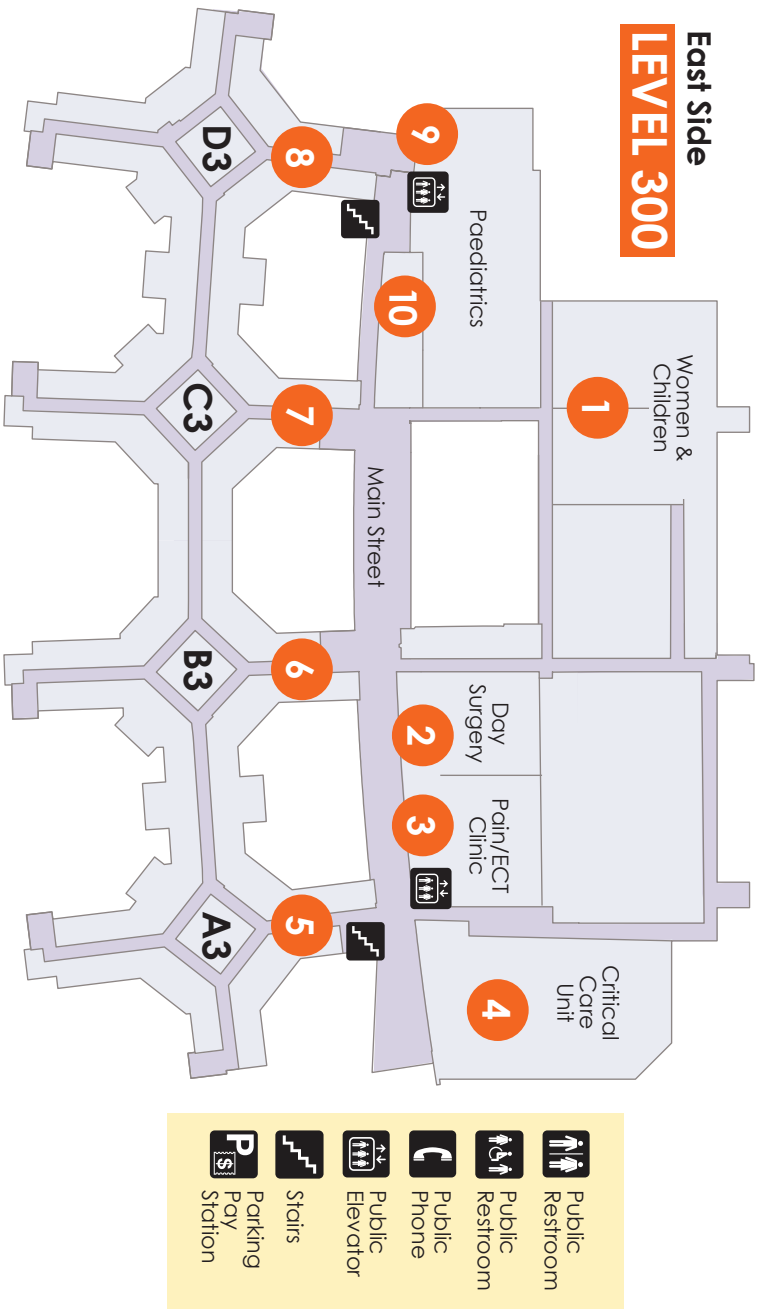 East Side
LEVEL 300
Women &
Children
1
Critical
Care
Unit
4
Paediatrics
Day
Surgery
2
Pain/ECT
Clinic
3
9
10
Main Street
8
7
6
5
D3
C3
B3
A3
Public
Restroom
Public
Restroom
Public
Phone
Public
Elevator
Stairs
P
$
Parking
Pay
Station